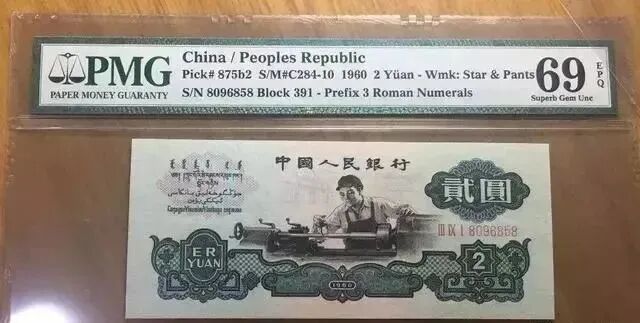 PMG
PAPER MONEY GUARANTY
China / Peoples Republic
Pick# 875b2 S/M#C284-10 1960 2 Yüan - Wmk: Star & Pants
S/N 8096858 Block 391 - Prefix 3 Roman Numerals
69
EPQ
Superb Gem Unc
中國人民銀行
貳圓
III IX I 8096858
ER
YUAN
1960
2